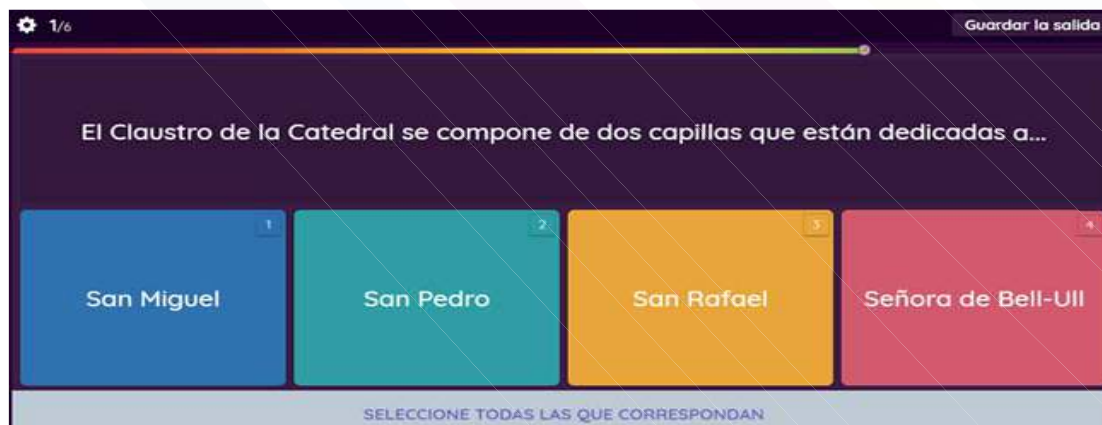 1/6
Guardar la salida
El Claustro de la Catedral se compone de dos capillas que están dedicadas a...
1
2
3
4
San Miguel
San Pedro
San Rafael
Señora de Bell-Ull
SELECCIONE TODAS LAS QUE CORRESPONDAN